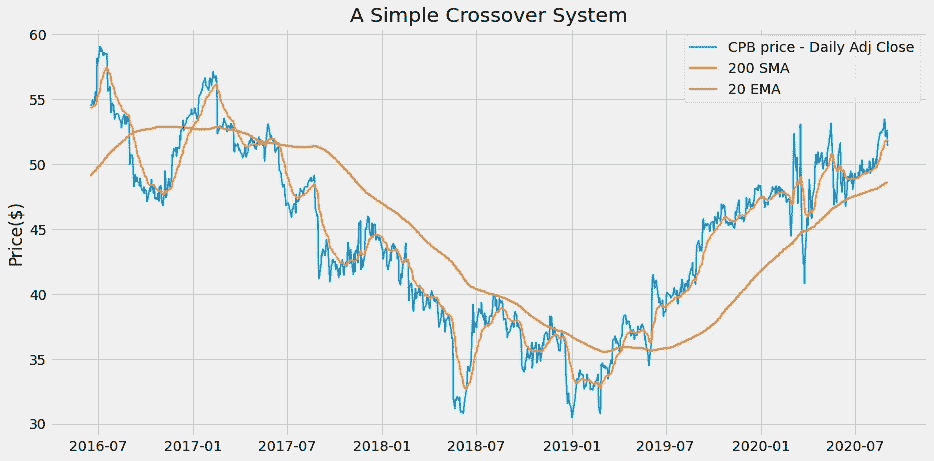 A Simple Crossover System
CPB price - Daily Adj Close
200 SMA
20 EMA
Price($)
60
55
50
45
40
35
30
2016-07 2017-01 2017-07 2018-01 2018-07 2019-01 2019-07 2020-01 2020-07